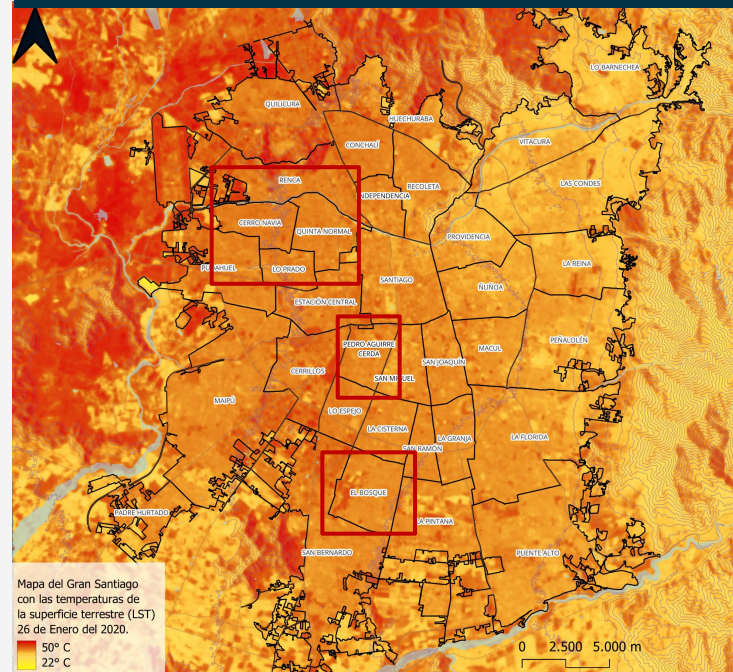 LO BARNECHEA
QUILICURA
HUECHURABA
VITACURA
CONCHALÍ
LAS CONDES
RENCA
RECOLETA
INDEPENDENCIA
CERRO NAVIA
QUINTA NORMAL
PROVIDENCIA
LA REINA
PUDAHUEL
LO PRADO
SANTIAGO
ÑUÑOA
ESTACIÓN CENTRAL
PEDRO AGUIRRE
CERDA
PEÑALOLÉN
MACUL
SAN JOAQUÍN
CERRILLOS
SAN MIGUEL
MAIPÚ
LO ESPEJO
LA CISTERNA
LA GRANJA
LA FLORIDA
SAN RAMÓN
EL BOSQUE
PADRE HURTADO
LA PINTANA
SAN BERNARDO
PUENTE ALTO
Mapa del Gran Santiago
con las temperaturas de
la superficie terrestre (LST)
26 de Enero del 2020.
50° C
22° C
0 2.500 5.000 m